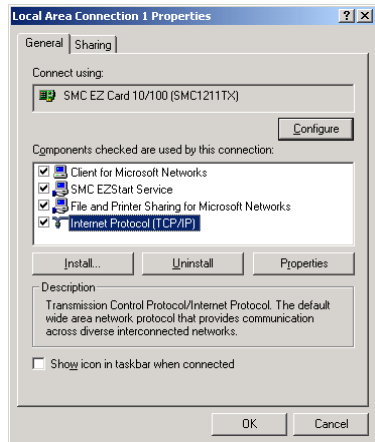 Local Area Connection 1 Properties
General
Sharing
Connect using:
SMC EZ Card 10/100 (SMC1211TX)
Configure
Components checked are used by this connection:
Client for Microsoft Networks
SMC EZStart Service
File and Printer Sharing for Microsoft Networks
Internet Protocol (TCP/IP)
Install...
Uninstall
Properties
Description
Transmission Control Protocol/Internet Protocol. The default
wide area network protocol that provides communication
across diverse interconnected networks.
Show icon in taskbar when connected
OK
Cancel